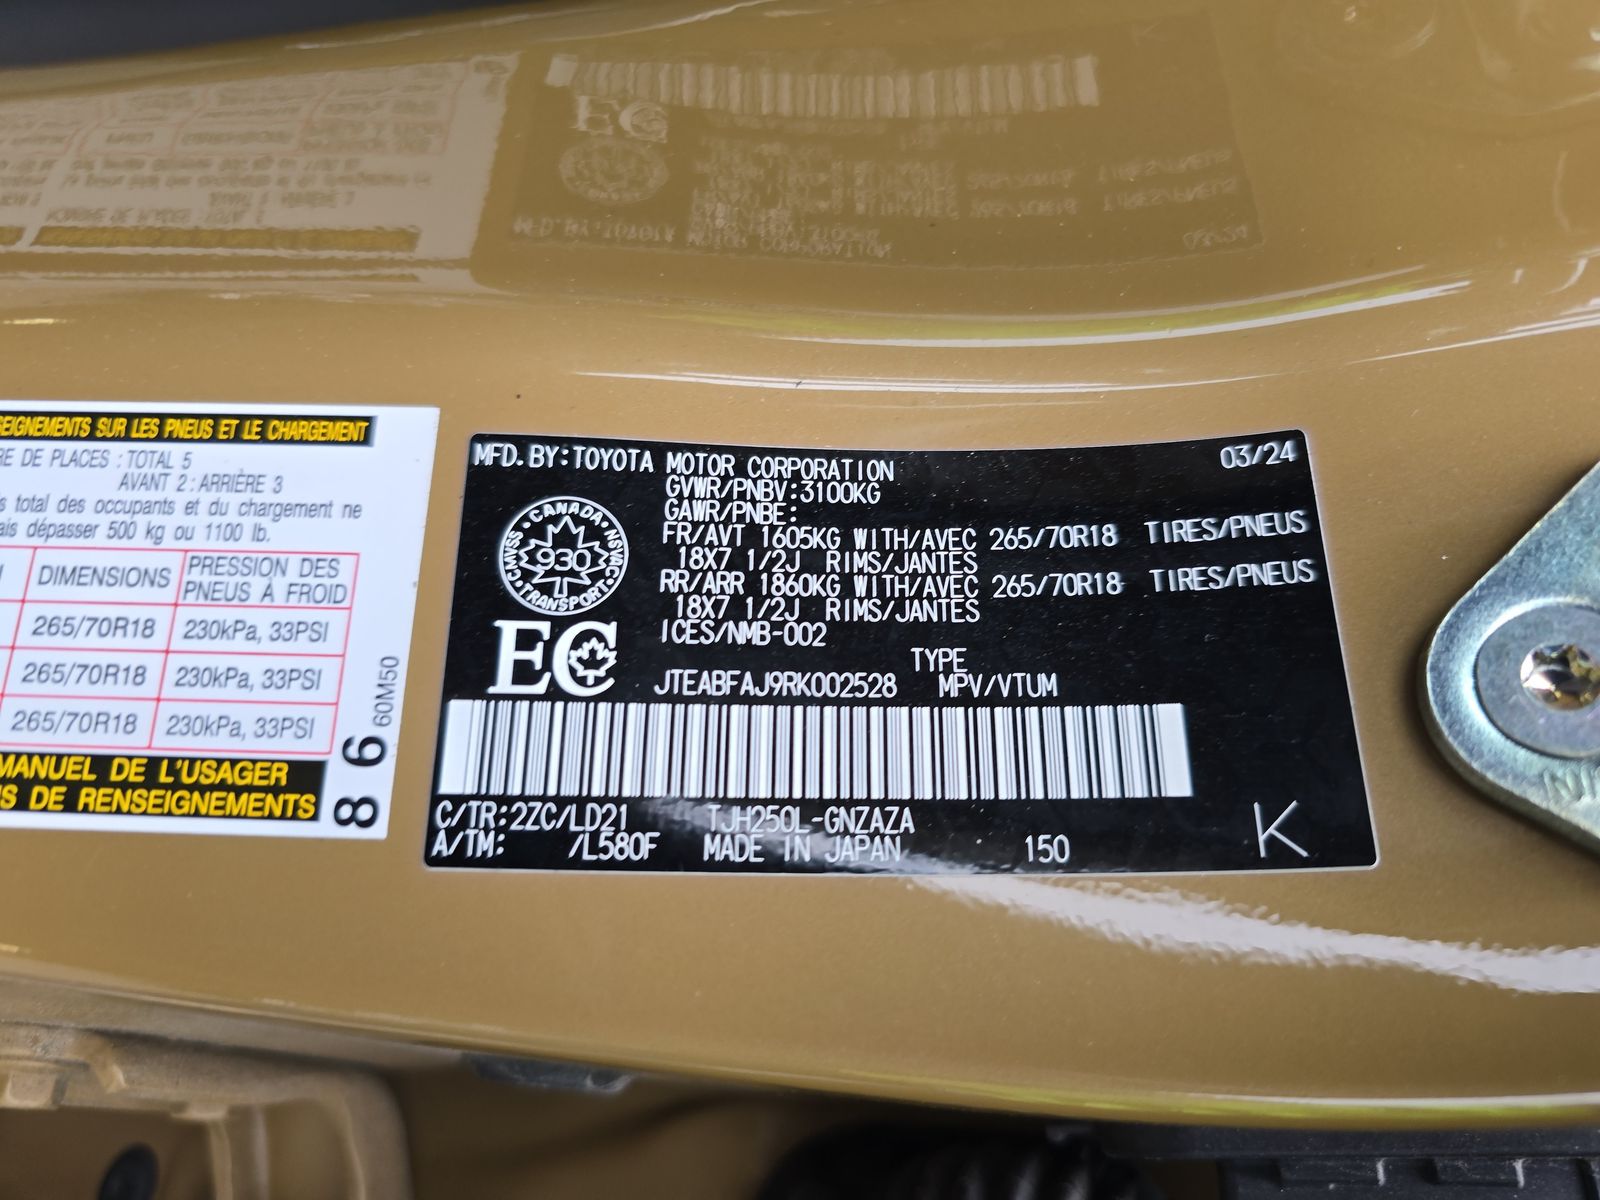 SEIGNEMENTS SUR LES PNEUS ET LE CHARGEMENT
RE DE PLACES : TOTAL 5
AVANT 2 : ARRIÈRE 3
s total des occupants et du chargement ne
ais dépasser 500 kg ou 1100 lb.
DIMENSIONS PRESSION DES PNEUS À FROID
265/70R18 230kPa, 33PSI
265/70R18 230kPa, 33PSI
265/70R18 230kPa, 33PSI
MANUEL DE L'USAGER
S DE RENSEIGNEMENTS
86
60M50
MFD. BY: TOYOTA MOTOR CORPORATION 03/24
GVWR/PNBV: 3100KG
GAWR/PNBE:
FR/AVT 1605KG WITH/AVEC 265/70R18 TIRES/PNEUS
18X7 1/2J RIMS/JANTES
RR/ARR 1860KG WITH/AVEC 265/70R18 TIRES/PNEUS
18X7 1/2J RIMS/JANTES
ICES/NMB-002
CANADA
930
TRANSPORT
CMVSS
NSVAC
EC
TYPE
JTEABFAJ9RK002528 MPV/VTUM
C/TR: 2ZC/LD21 TJH250L-GNZAZA
A/TM: /L580F MADE IN JAPAN 150
K